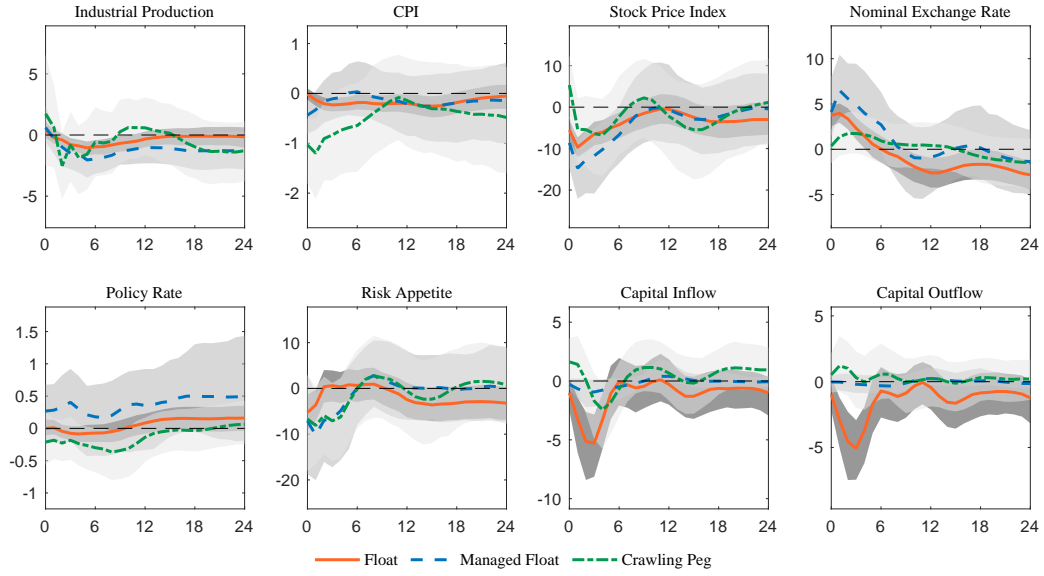 Industrial Production CPI Stock Price Index Nominal Exchange Rate
5
0
-5
0 6 12 18 24
1
0
-1
-2
0 6 12 18 24
10
0
-10
-20
0 6 12 18 24
10
5
0
-5
0 6 12 18 24
Policy Rate Risk Appetite Capital Inflow Capital Outflow
1.5
1
0.5
0
-0.5
-1
0 6 12 18 24
10
0
-10
-20
0 6 12 18 24
5
0
-5
-10
0 6 12 18 24
5
0
-5
0 6 12 18 24
Float Managed Float Crawling Peg